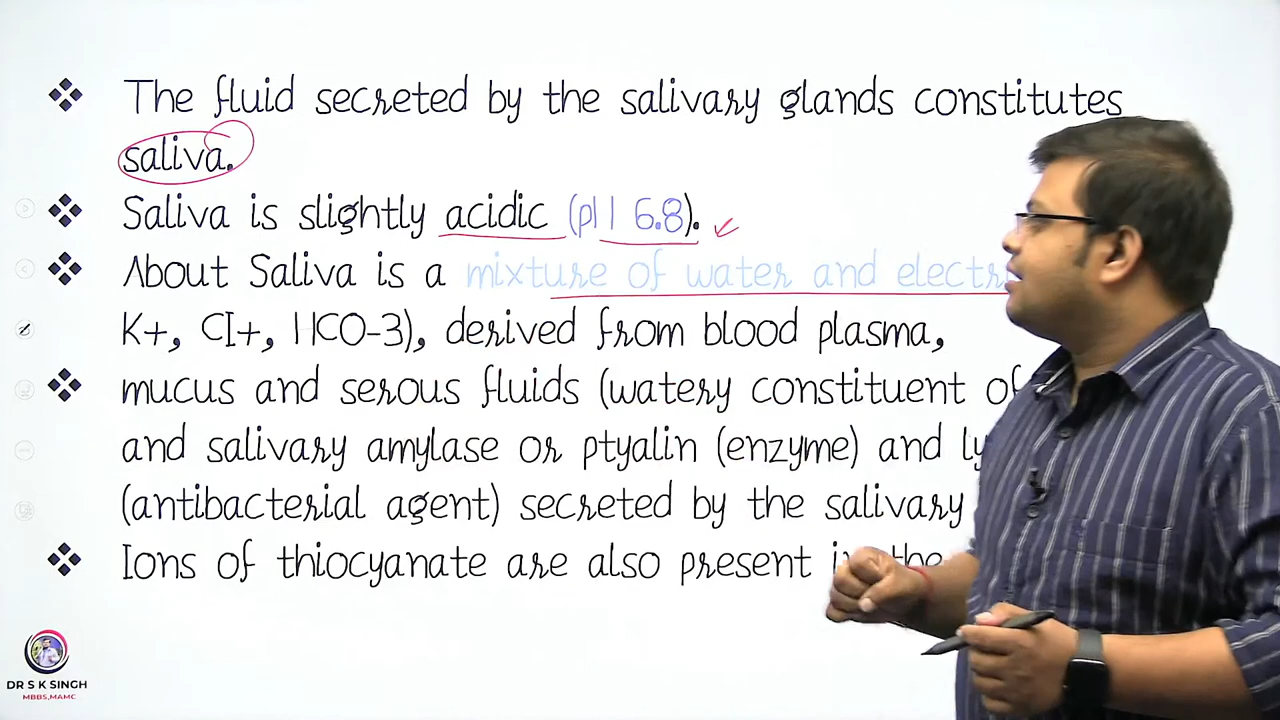 The fluid secreted by the salivary glands constitutes
saliva.
Saliva is slightly acidic (pH 6.8).
About Saliva is a mixture of water and
K+, CI+, HCO-3), derived from blood plasma,
mucus and serous fluids (watery constituent of
and salivary amylase or ptyalin (enzyme) and
(antibacterial agent) secreted by the salivary
Ions of thiocyanate are also present in the
DR S K SINGH
MBBS,MAMC